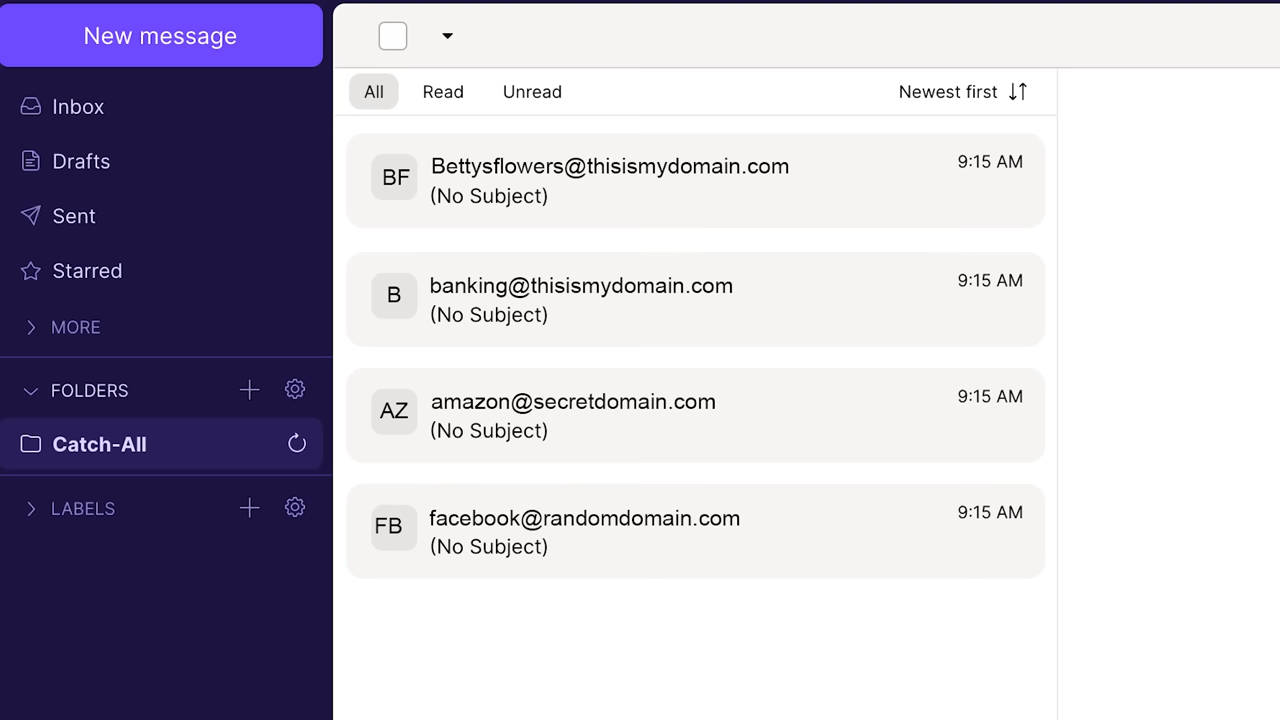 New message
Inbox
Drafts
Sent
Starred
MORE
FOLDERS
Catch-All
LABELS
All Read Unread Newest first
BF Bettysflowers@thisismydomain.com 9:15 AM
(No Subject)
B banking@thisismydomain.com 9:15 AM
(No Subject)
AZ amazon@secretdomain.com 9:15 AM
(No Subject)
FB facebook@randomdomain.com 9:15 AM
(No Subject)